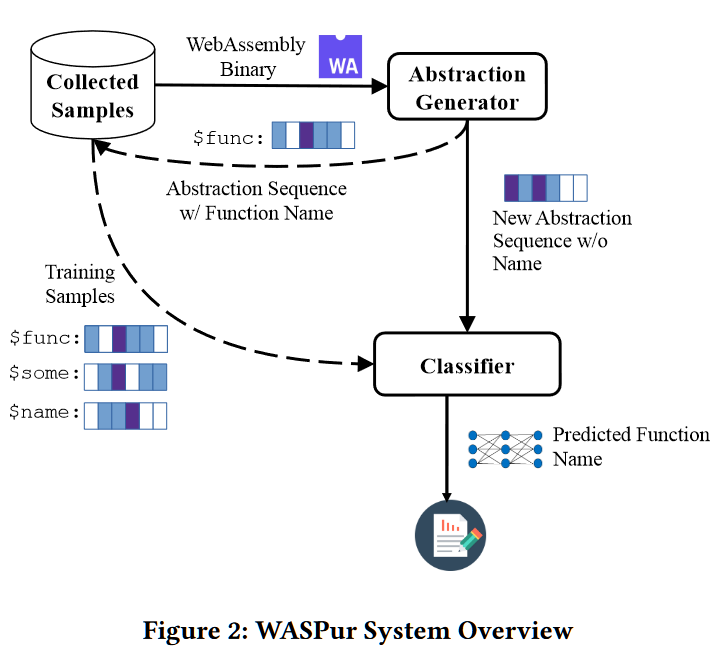 WebAssembly
Binary
WA
Collected
Samples
Abstraction
Generator
$func:
Abstraction Sequence
w/ Function Name
New Abstraction
Sequence w/o
Name
Training
Samples
$func:
$some:
$name:
Classifier
Predicted Function
Name
Figure 2: WASPur System Overview